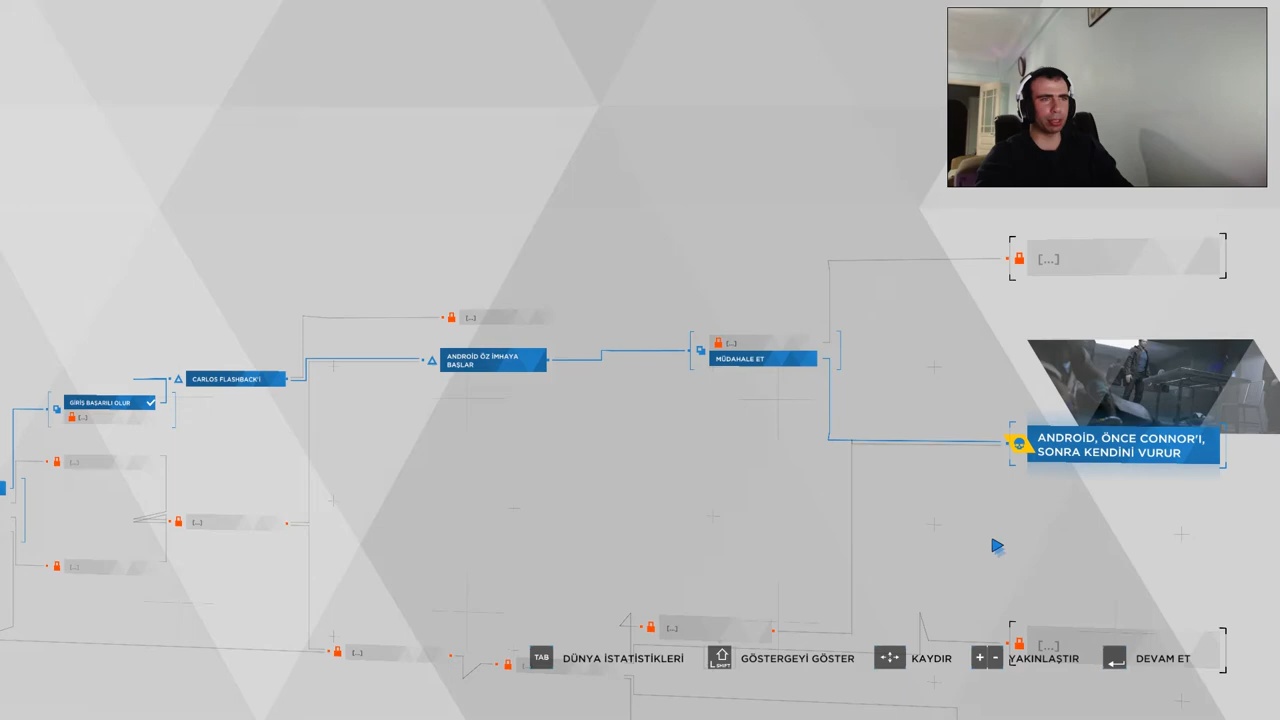 [...]
[...]
ANDROİD ÖZ İMHAYA
BAŞLAR
[...]
MÜDAHALE ET
CARLOS FLASHBACK'İ
GİRİŞ BAŞARILI OLUR
[...]
ANDROİD, ÖNCE CONNOR'I,
SONRA KENDİNİ VURUR
[...]
[...]
[...]
[...]
[...]
[...]
TAB DÜNYA İSTATİSTİKLERİ
L SHIFT GÖSTERGEYİ GÖSTER
KAYDIR
+ - YAKINLAŞTIR
DEVAM ET